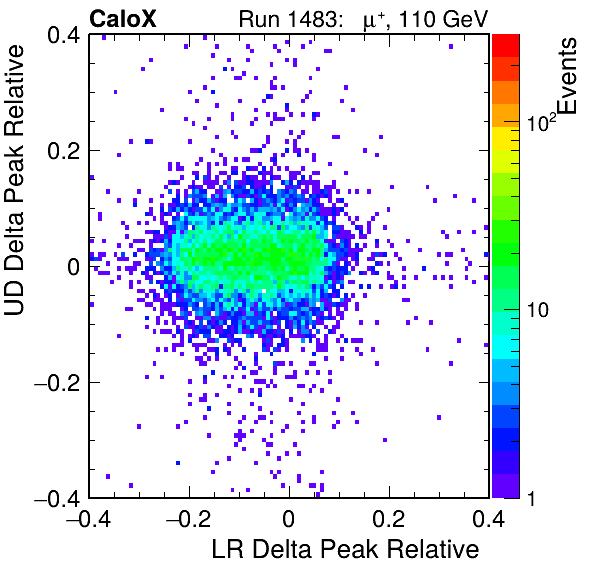 CaloX Run 1483: μ⁺, 110 GeV
UD Delta Peak Relative
0.4
0.2
0
−0.2
−0.4
−0.4 −0.2 0 0.2 0.4
LR Delta Peak Relative
Events
10²
10
1